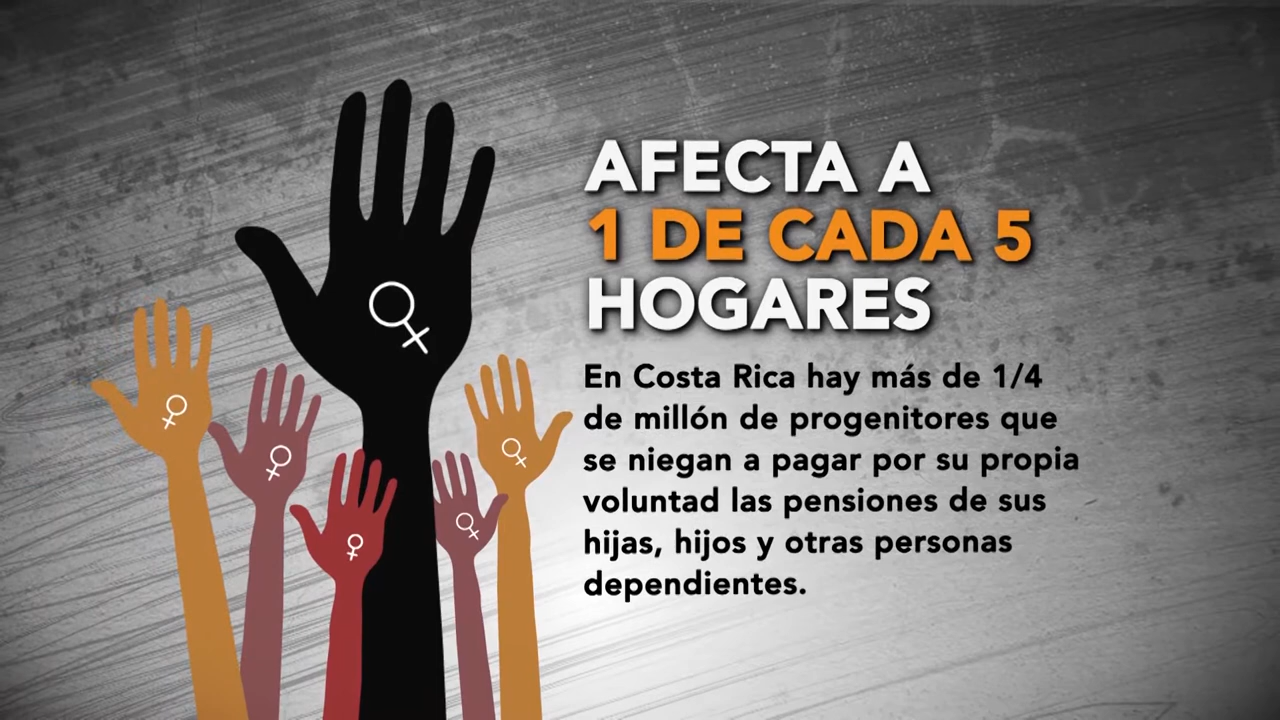 AFECTA A
1 DE CADA 5
HOGARES
En Costa Rica hay más de 1/4
de millón de progenitores que
se niegan a pagar por su propia
voluntad las pensiones de sus
hijas, hijos y otras personas
dependientes.